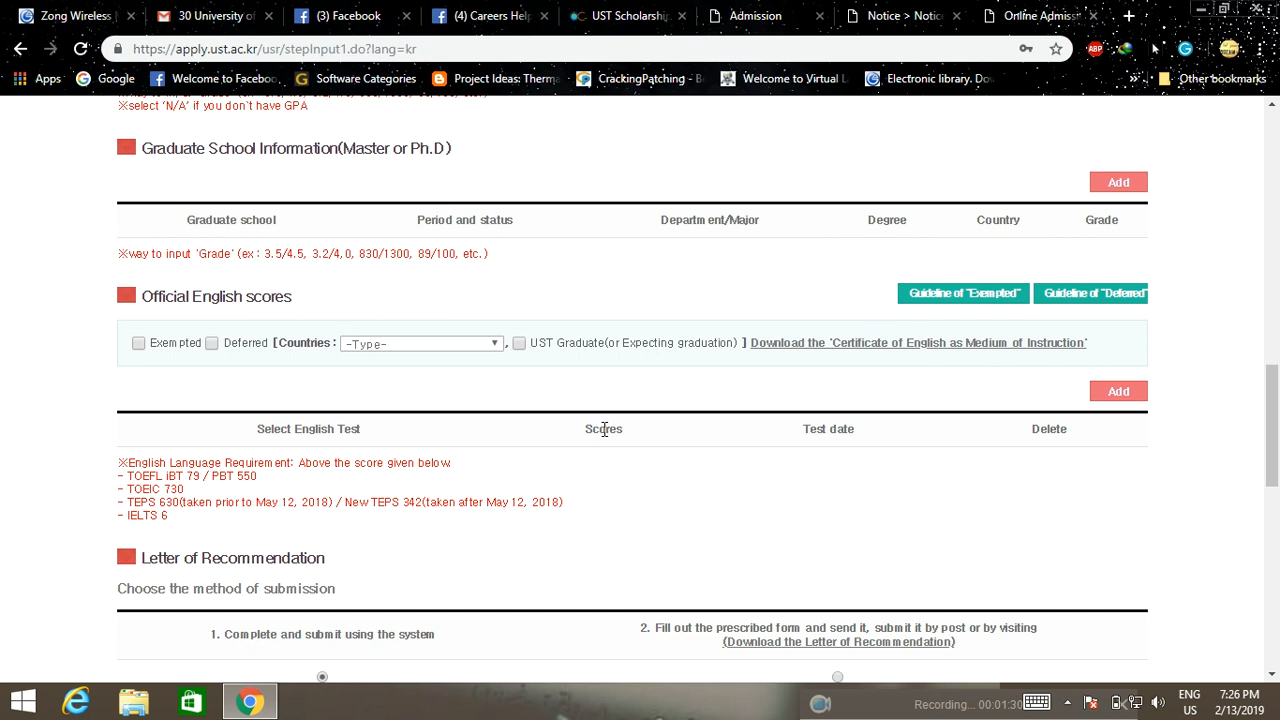 Zong Wireless
30 University of
(3) Facebook
(4) Careers Help
UST Scholarship
Admission
Notice > Notic
Online Admiss
https://apply.ust.ac.kr/usr/stepInput1.do?lang=kr
ABP
Apps
Google
Welcome to Faceboo
Software Categories
Project Ideas: Therma
CrackingPatching - Be
Welcome to Virtual L
Electronic library. Do
Other bookmarks
※select 'N/A' if you don`t have GPA
Graduate School Information(Master or Ph.D)
Add
Graduate school Period and status Department/Major Degree Country Grade
※way to input 'Grade' (ex : 3.5/4.5, 3.2/4.0, 830/1300, 89/100, etc.)
Official English scores
Guideline of "Exempted" Guideline of "Deferred"
Exempted Deferred [Countries : -Type- , UST Graduate(or Expecting graduation) ] Download the 'Certificate of English as Medium of Instruction'
Add
Select English Test Scores Test date Delete
※English Language Requirement: Above the score given below.
- TOEFL iBT 79 / PBT 550
- TOEIC 730
- TEPS 630(taken prior to May 12, 2018) / New TEPS 342(taken after May 12, 2018)
- IELTS 6
Letter of Recommendation
Choose the method of submission
1. Complete and submit using the system
2. Fill out the prescribed form and send it, submit it by post or by visiting
(Download the Letter of Recommendation)
Recording... 00:01:30
ENG
US
7:26 PM
2/13/2019